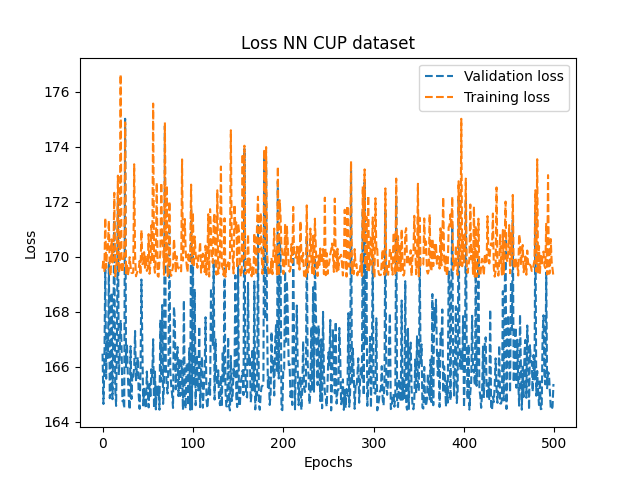 Loss NN CUP dataset
Validation loss
Training loss
176
174
172
170
168
166
164
Loss
0
100
200
300
400
500
Epochs